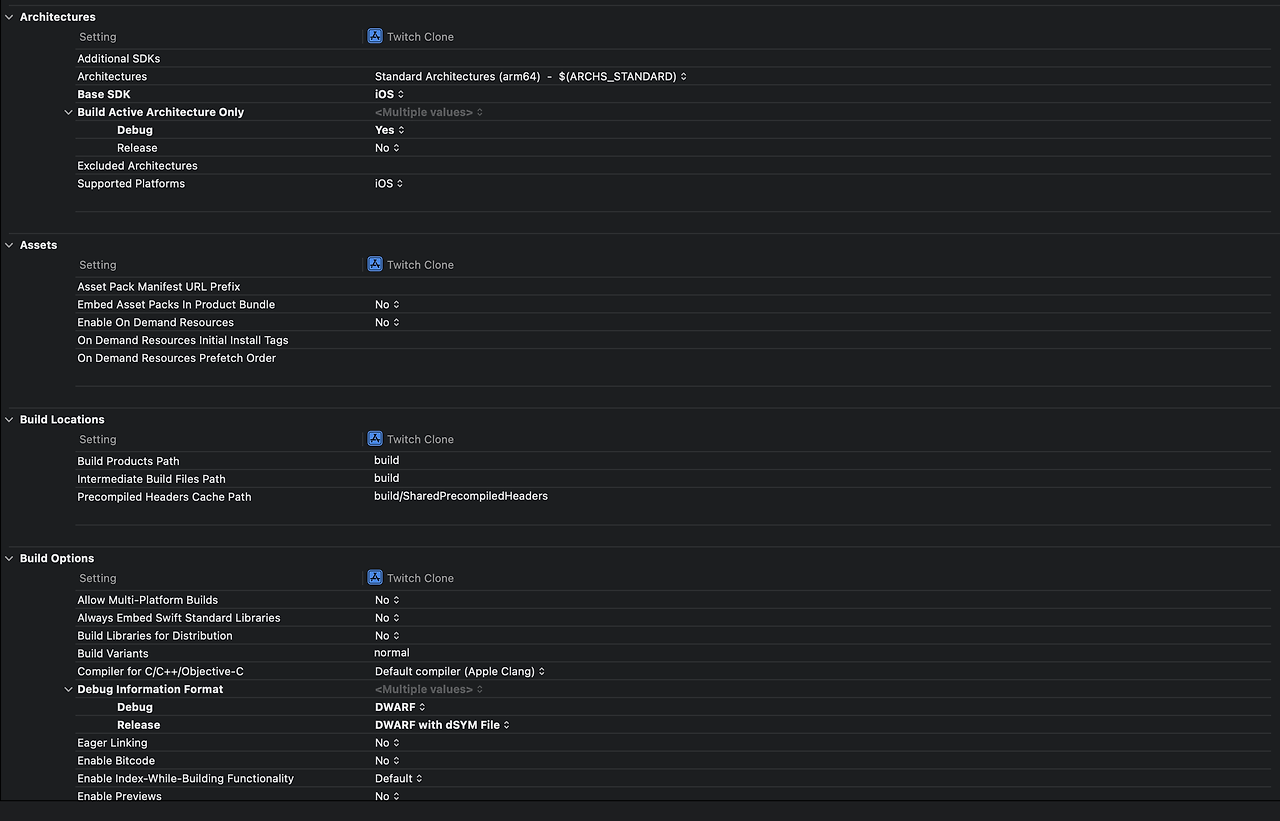 Architectures
Setting Twitch Clone
Additional SDKs
Architectures Standard Architectures (arm64) - $(ARCHS_STANDARD)
Base SDK iOS
Build Active Architecture Only <Multiple values>
Debug Yes
Release No
Excluded Architectures
Supported Platforms iOS
Assets
Setting Twitch Clone
Asset Pack Manifest URL Prefix
Embed Asset Packs In Product Bundle No
Enable On Demand Resources No
On Demand Resources Initial Install Tags
On Demand Resources Prefetch Order
Build Locations
Setting Twitch Clone
Build Products Path build
Intermediate Build Files Path build
Precompiled Headers Cache Path build/SharedPrecompiledHeaders
Build Options
Setting Twitch Clone
Allow Multi-Platform Builds No
Always Embed Swift Standard Libraries No
Build Libraries for Distribution No
Build Variants normal
Compiler for C/C++/Objective-C Default compiler (Apple Clang)
Debug Information Format <Multiple values>
Debug DWARF
Release DWARF with dSYM File
Eager Linking No
Enable Bitcode No
Enable Index-While-Building Functionality Default
Enable Previews No